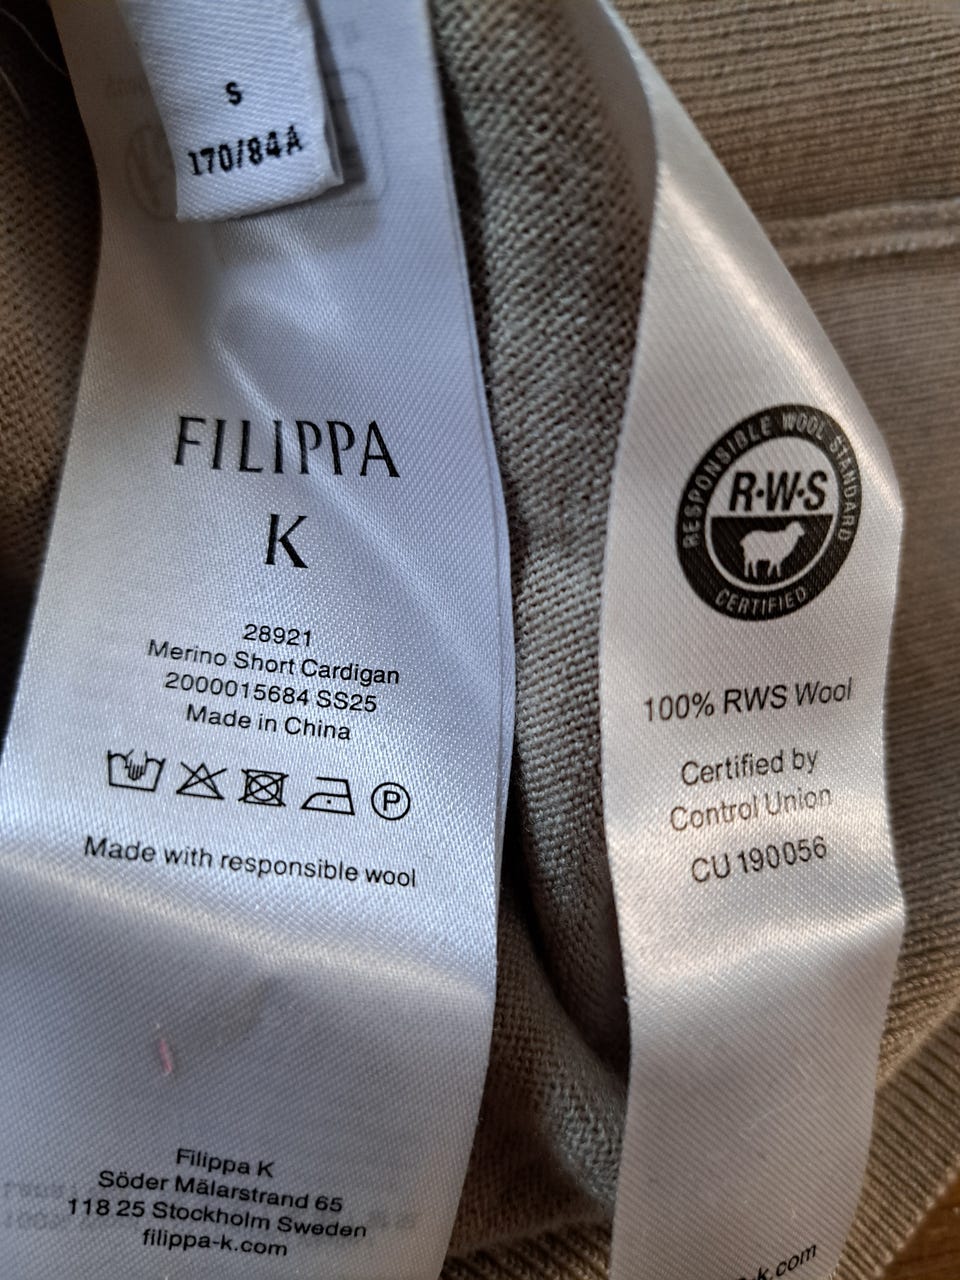 S
170/84A
FILIPPA
K
28921
Merino Short Cardigan
2000015684 SS25
Made in China
P
Made with responsible wool
Filippa K
Söder Mälarstrand 65
118 25 Stockholm Sweden
filippa-k.com
RESPONSIBLE WOOL STANDARD
R·W·S
CERTIFIED
100% RWS Wool
Certified by
Control Union
CU 190056
k.com